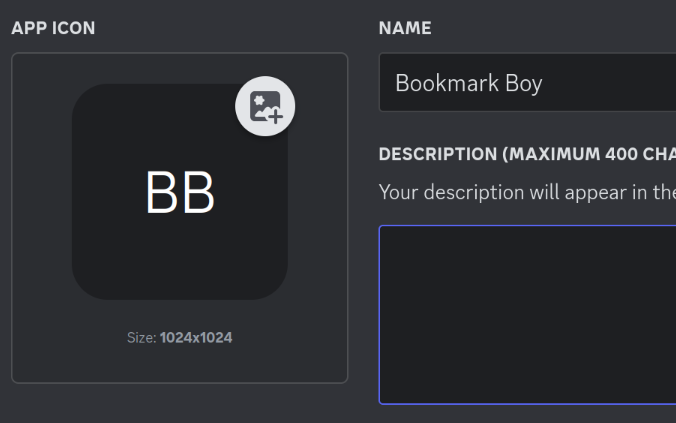 APP ICON
BB
Size: 1024x1024
NAME
Bookmark Boy
DESCRIPTION (MAXIMUM 400 CHA
Your description will appear in the